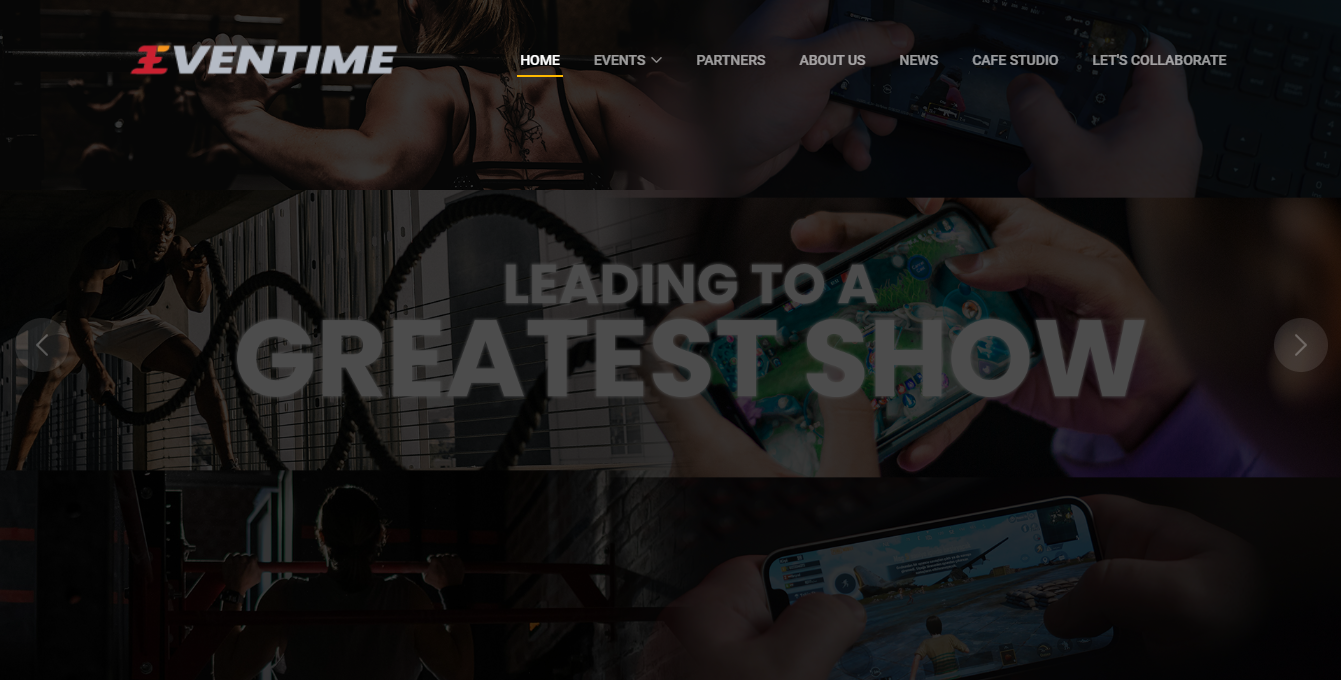 EVENTIME
HOME
EVENTS
PARTNERS
ABOUT US
NEWS
CAFE STUDIO
LET'S COLLABORATE
LEADING TO A
GREATEST SHOW